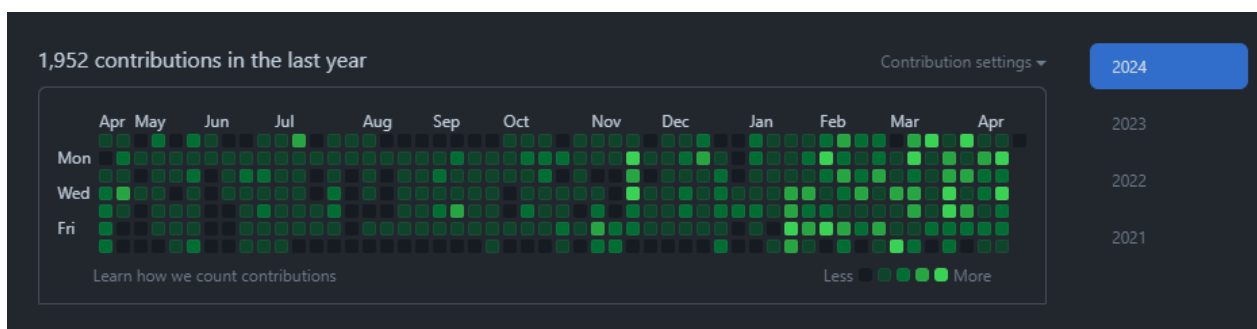 1,952 contributions in the last year
Contribution settings
Apr May Jun Jul Aug Sep Oct Nov Dec Jan Feb Mar Apr
Mon
Wed
Fri
Learn how we count contributions
Less More
2024
2023
2022
2021